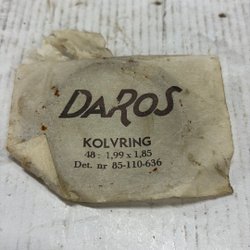 DAROS
KOLVRING
48 : 1,99 x 1,85
Det. nr 85-110-636